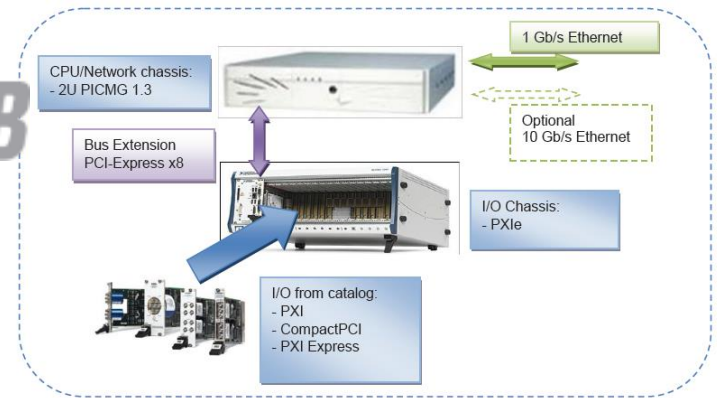 1 Gb/s Ethernet
CPU/Network chassis:
- 2U PICMG 1.3
Optional
10 Gb/s Ethernet
Bus Extension
PCI-Express x8
I/O Chassis:
- PXIe
I/O from catalog:
- PXI
- CompactPCI
- PXI Express